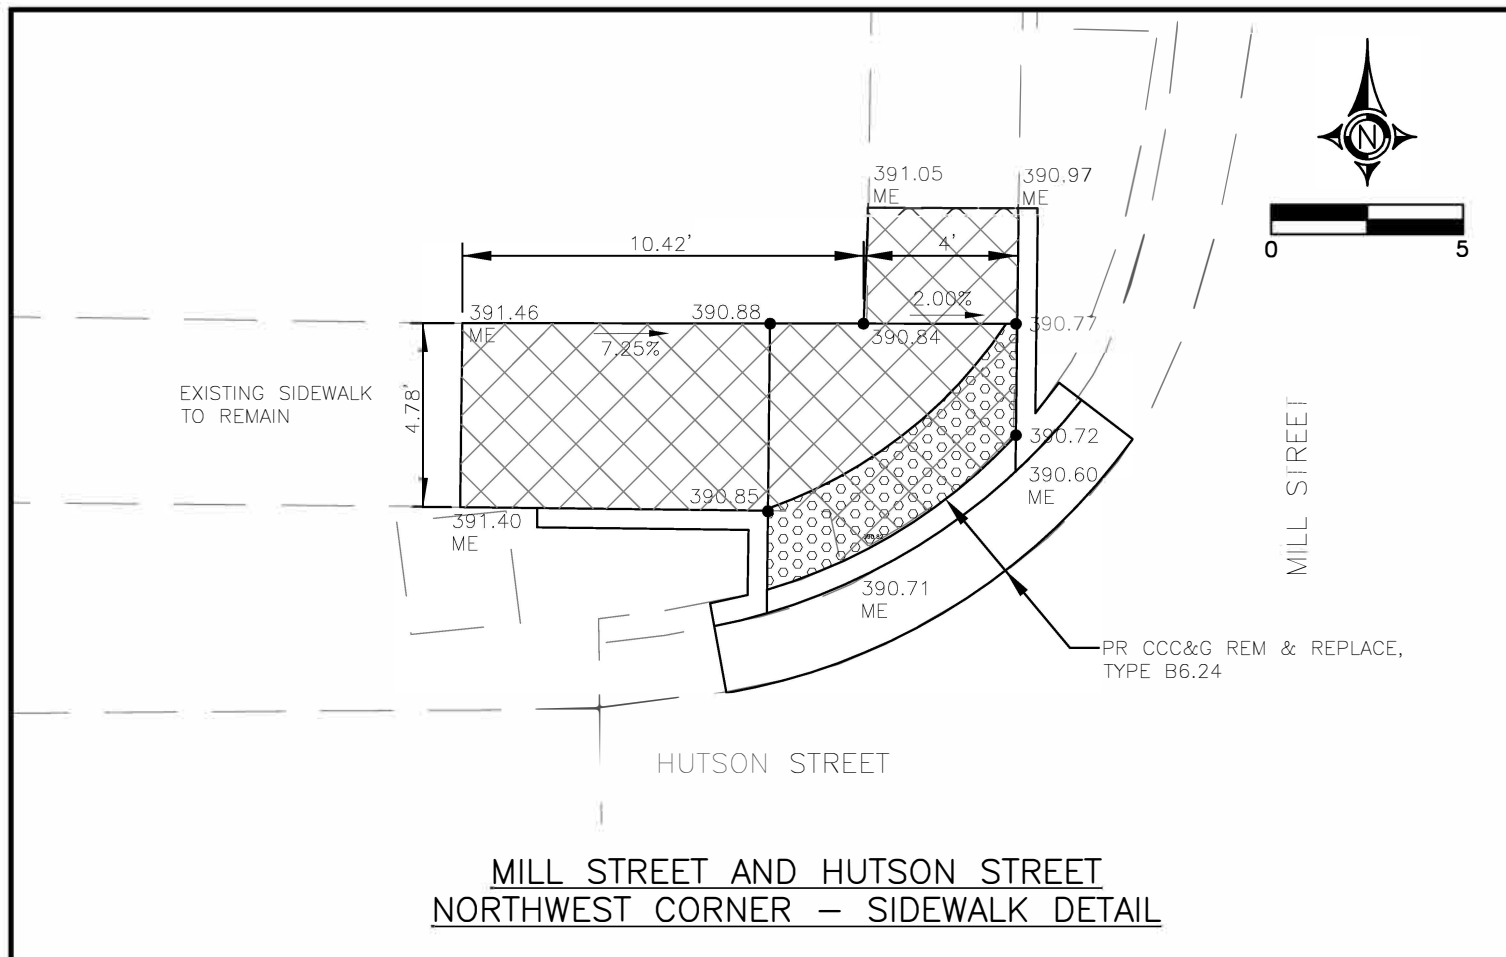 391.05
ME
390.97
ME
N
0 5
10.42'
4'
2.00%
391.46
ME
390.88
390.84
390.77
7.25%
EXISTING SIDEWALK
TO REMAIN
4.78'
390.72
390.60
ME
390.85
391.40
ME
390.71
ME
MILL STREET
PR CCC&G REM & REPLACE,
TYPE B6.24
HUTSON STREET
MILL STREET AND HUTSON STREET
NORTHWEST CORNER – SIDEWALK DETAIL